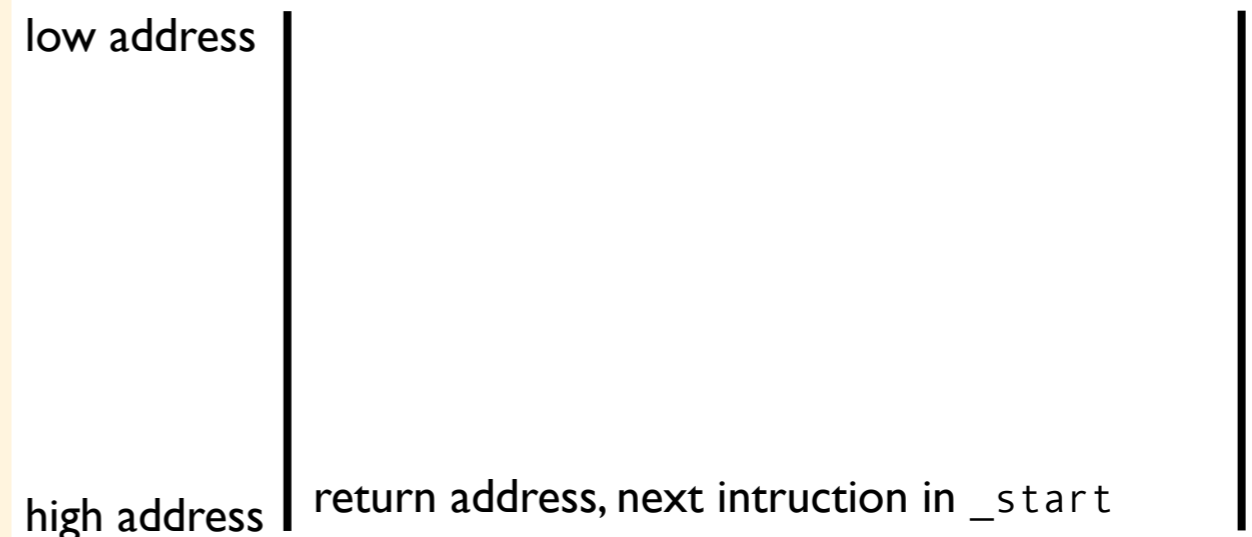 low address
return address, next intruction in _start
high address